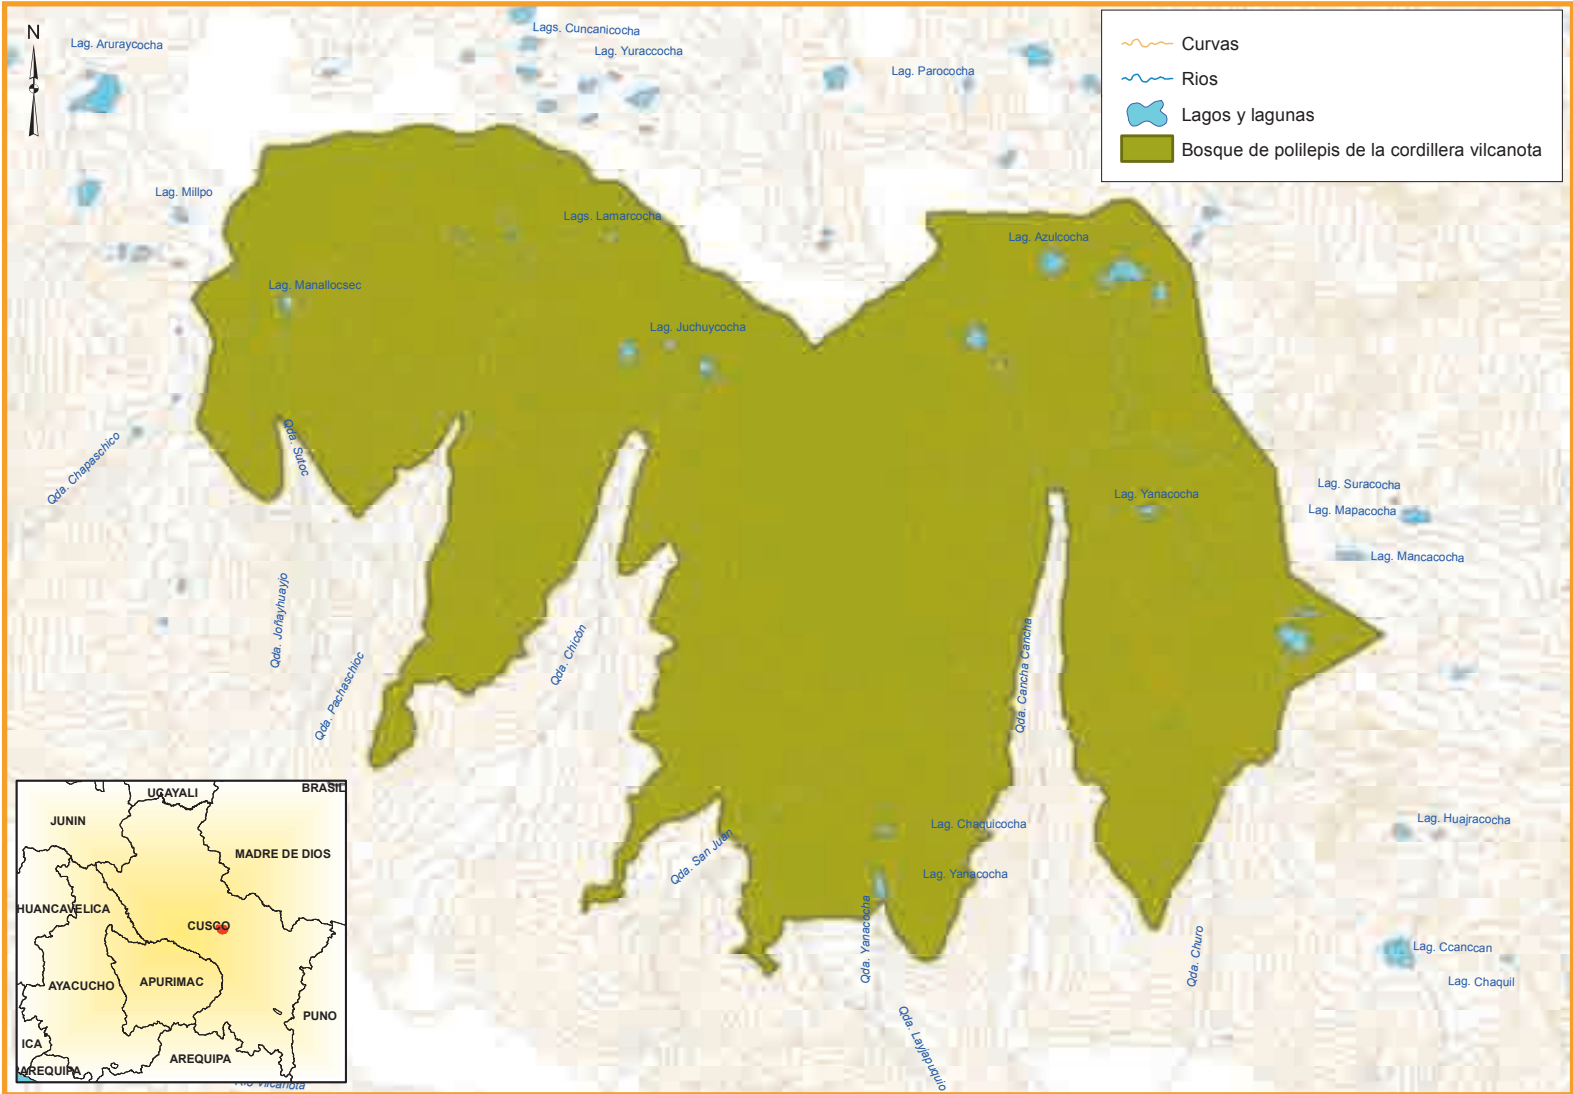 N
Lag. Aruraycocha
Lags. Cuncanicocha
Lag. Yuraccocha
Lag. Parococha
Curvas
Rios
Lagos y lagunas
Bosque de polilepis de la cordillera vilcanota
Lag. Millpo
Lags. Lamarcocha
Lag. Azulcocha
Lag. Manallocsec
Lag. Juchuycocha
Qda. Chapaschico
Qda. Sutoc
Lag. Yanacocha
Lag. Suracocha
Lag. Mapacocha
Lag. Mancacocha
Qda. Joñayhuayjo
Qda. Pachaschioc
Qda. Chicón
Qda. Cancha Cancha
Qda. San Juan
Lag. Chaquicocha
Lag. Yanacocha
Lag. Huajracocha
Qda. Yanacocha
Qda. Churo
Lag. Ccanccan
Lag. Chaquil
Qda. Layjapuquio
UCAYALI
BRASIL
JUNIN
MADRE DE DIOS
HUANCAVELICA
CUSCO
AYACUCHO
APURIMAC
PUNO
ICA
AREQUIPA
AREQUIPA
Rio Vilcanota